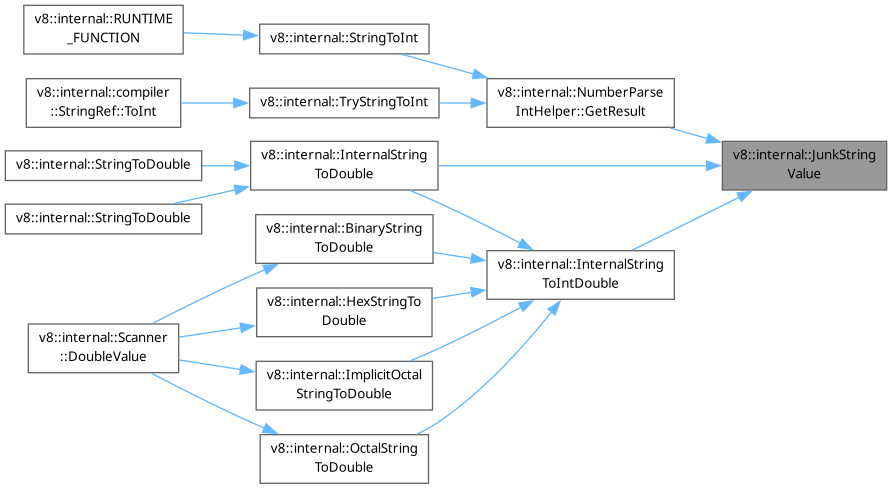 v8::internal::RUNTIME
_FUNCTION
v8::internal::StringToInt
v8::internal::compiler
::StringRef::ToInt
v8::internal::TryStringToInt
v8::internal::NumberParse
IntHelper::GetResult
v8::internal::JunkString
Value
v8::internal::StringToDouble
v8::internal::InternalString
ToDouble
v8::internal::StringToDouble
v8::internal::BinaryString
ToDouble
v8::internal::InternalString
ToIntDouble
v8::internal::HexStringTo
Double
v8::internal::Scanner
::DoubleValue
v8::internal::ImplicitOctal
StringToDouble
v8::internal::OctalString
ToDouble